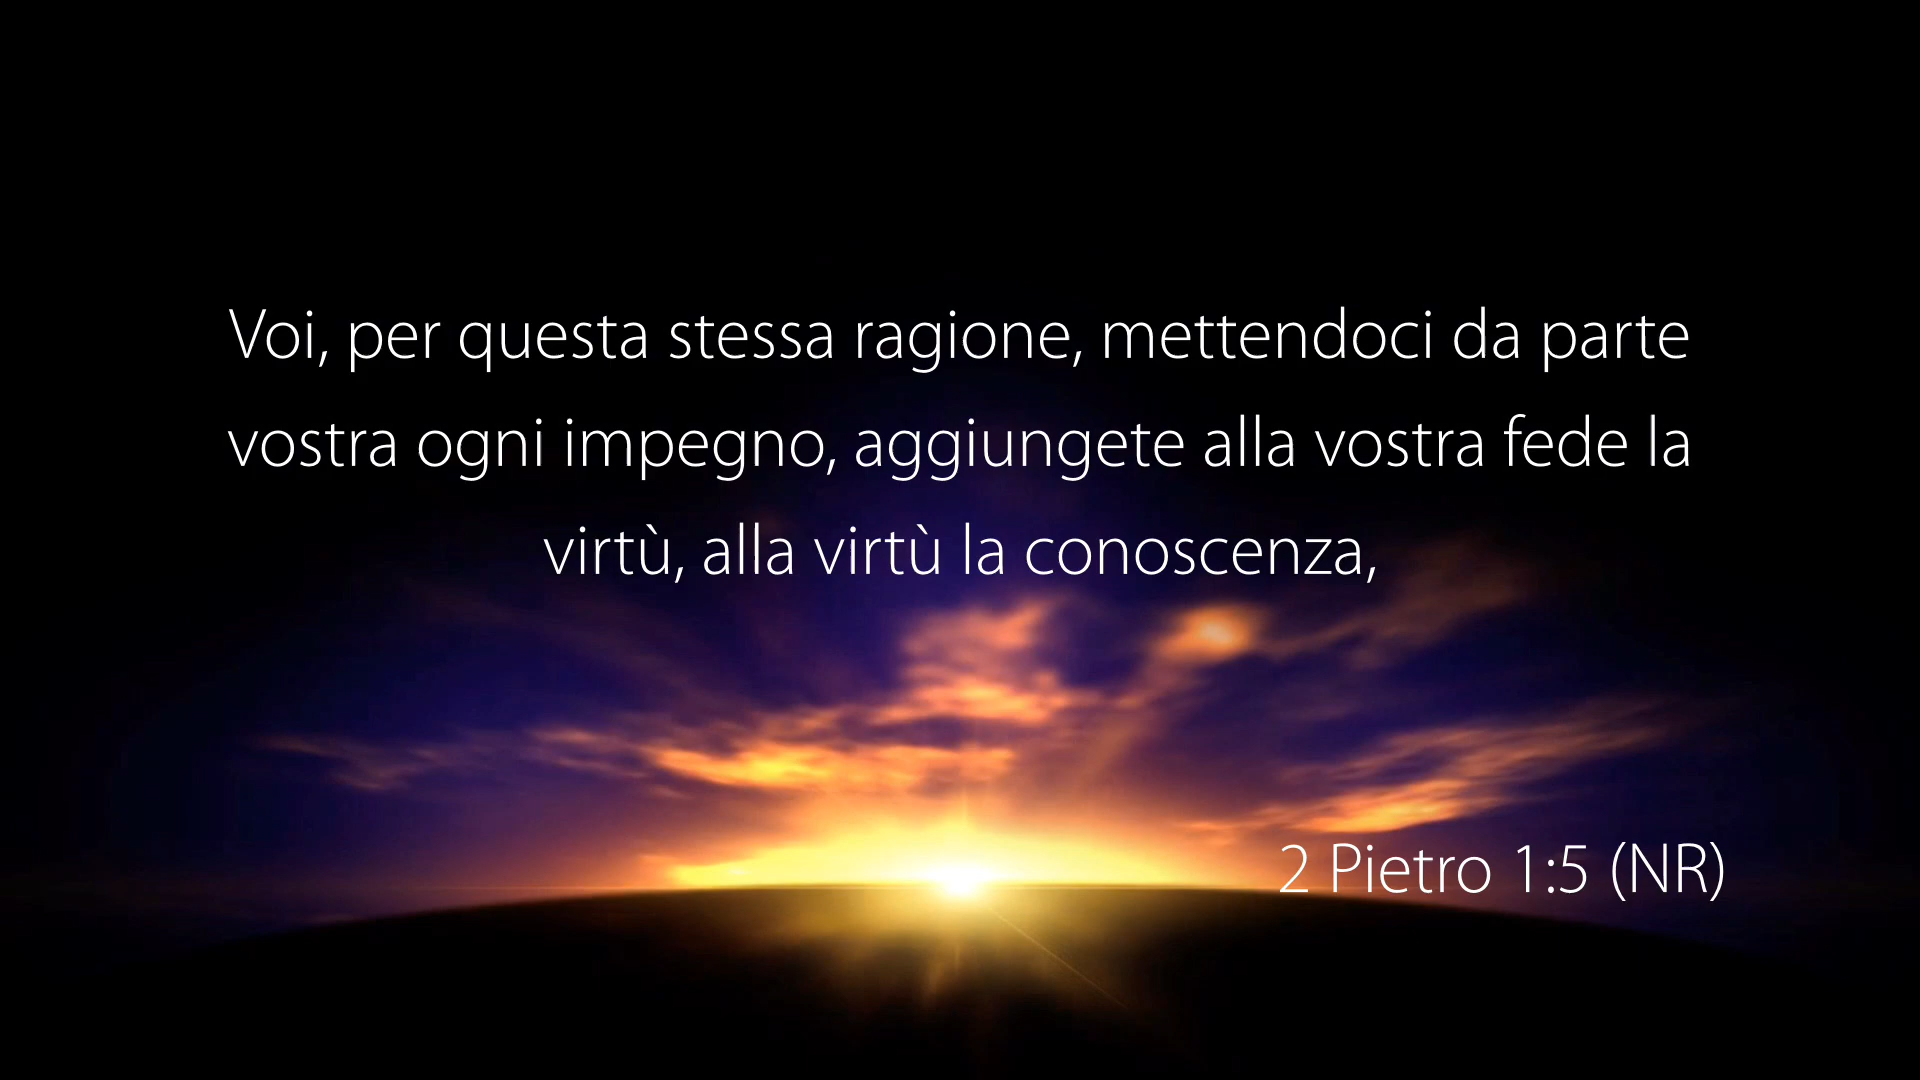 Voi, per questa stessa ragione, mettendoci da parte
vostra ogni impegno, aggiungete alla vostra fede la
virtù, alla virtù la conoscenza,
2 Pietro 1:5 (NR)